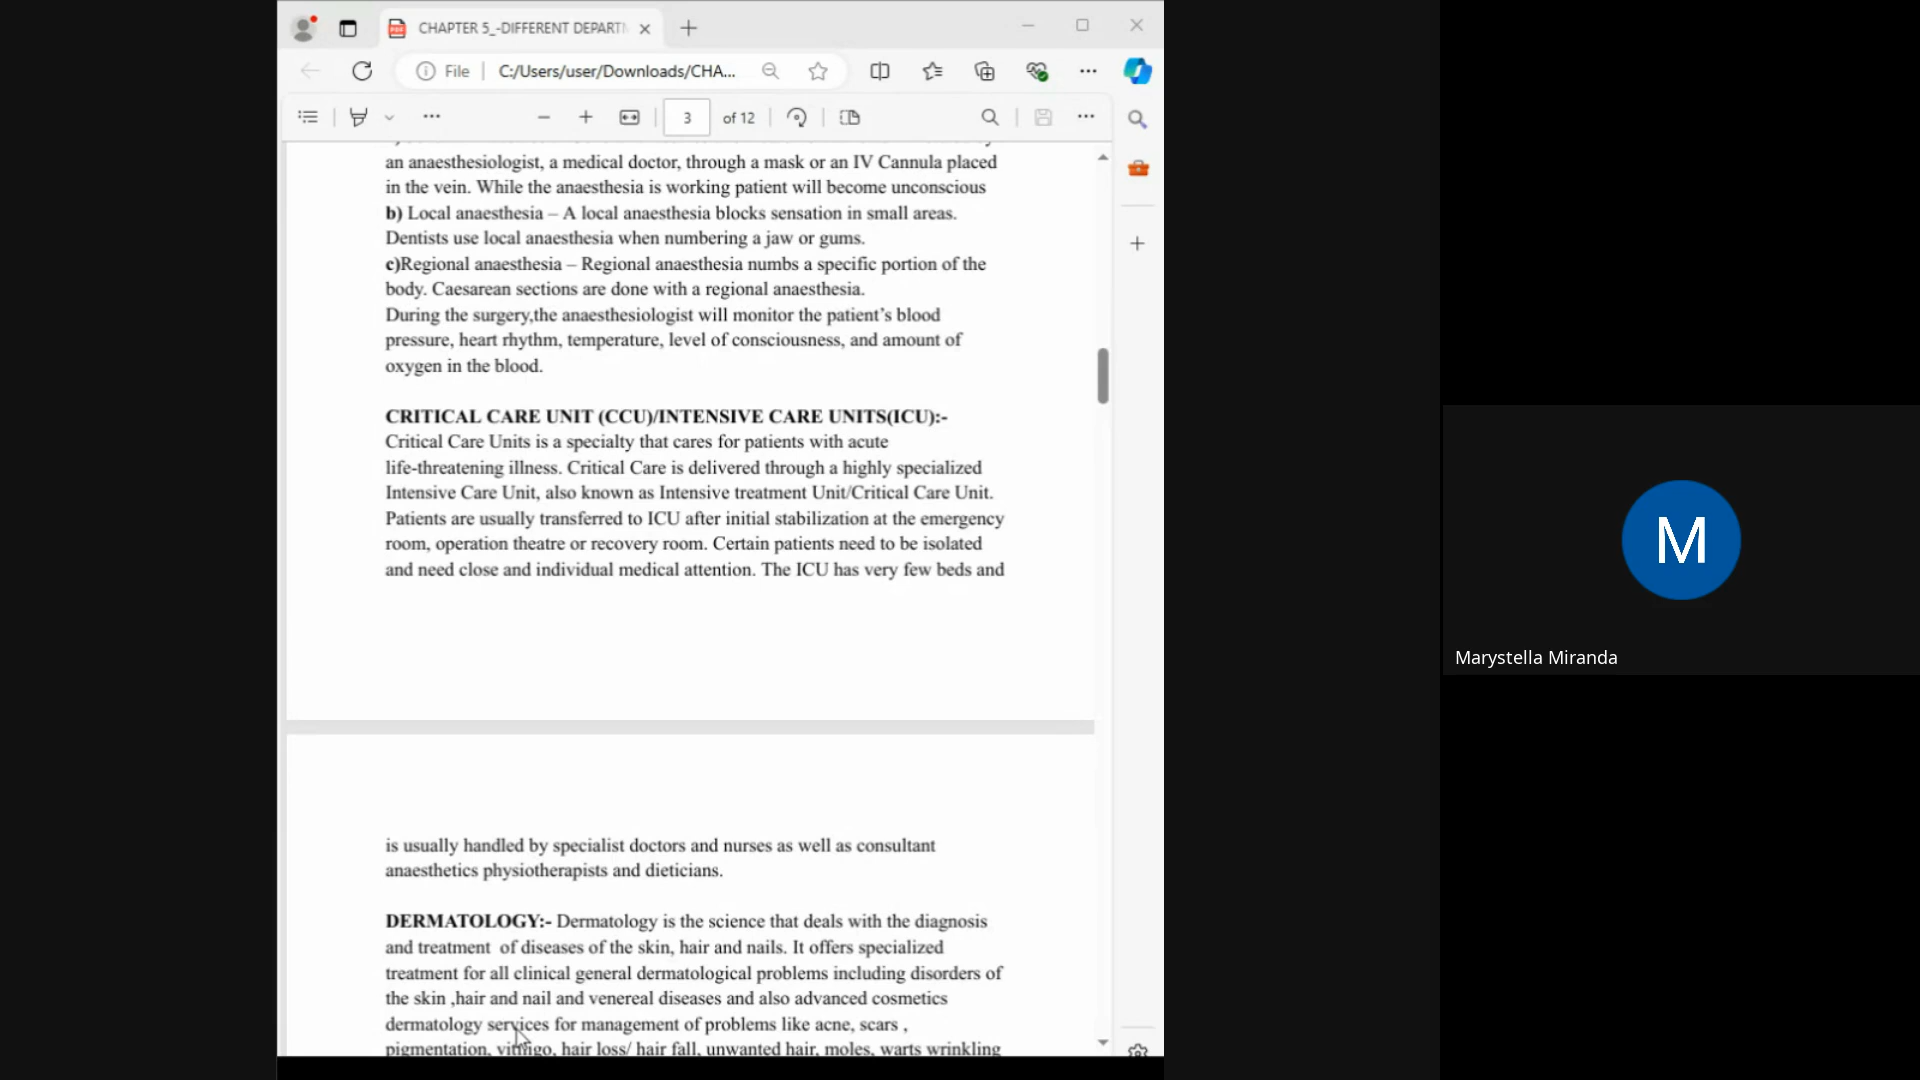 CHAPTER 5_-DIFFERENT DEPARTM
File
C:/Users/user/Downloads/CHA...
3 of 12
an anaesthesiologist, a medical doctor, through a mask or an IV Cannula placed
in the vein. While the anaesthesia is working patient will become unconscious
b) Local anaesthesia – A local anaesthesia blocks sensation in small areas.
Dentists use local anaesthesia when numbering a jaw or gums.
c)Regional anaesthesia – Regional anaesthesia numbs a specific portion of the
body. Caesarean sections are done with a regional anaesthesia.
During the surgery,the anaesthesiologist will monitor the patient’s blood
pressure, heart rhythm, temperature, level of consciousness, and amount of
oxygen in the blood.
CRITICAL CARE UNIT (CCU)/INTENSIVE CARE UNITS(ICU):-
Critical Care Units is a specialty that cares for patients with acute
life-threatening illness. Critical Care is delivered through a highly specialized
Intensive Care Unit, also known as Intensive treatment Unit/Critical Care Unit.
Patients are usually transferred to ICU after initial stabilization at the emergency
room, operation theatre or recovery room. Certain patients need to be isolated
and need close and individual medical attention. The ICU has very few beds and
is usually handled by specialist doctors and nurses as well as consultant
anaesthetics physiotherapists and dieticians.
DERMATOLOGY:- Dermatology is the science that deals with the diagnosis
and treatment of diseases of the skin, hair and nails. It offers specialized
treatment for all clinical general dermatological problems including disorders of
the skin ,hair and nail and venereal diseases and also advanced cosmetics
dermatology services for management of problems like acne, scars ,
pigmentation, vitiligo, hair loss/ hair fall, unwanted hair, moles, warts wrinkling
M
Marystella Miranda